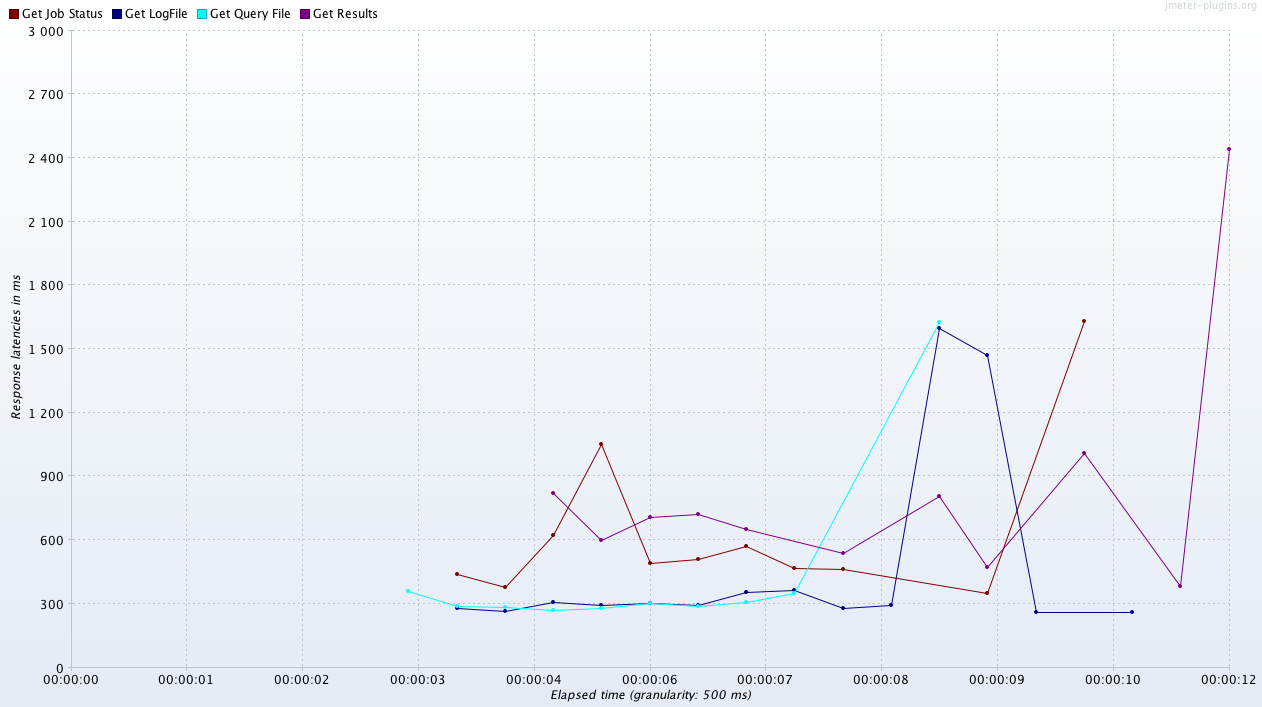 jmeter-plugins.org
Get Job Status Get LogFile Get Query File Get Results
3 000
2 700
2 400
2 100
1 800
1 500
1 200
900
600
300
0
Response latencies in ms
00:00:00 00:00:01 00:00:02 00:00:03 00:00:04 00:00:06 00:00:07 00:00:08 00:00:09 00:00:10 00:00:12
Elapsed time (granularity: 500 ms)